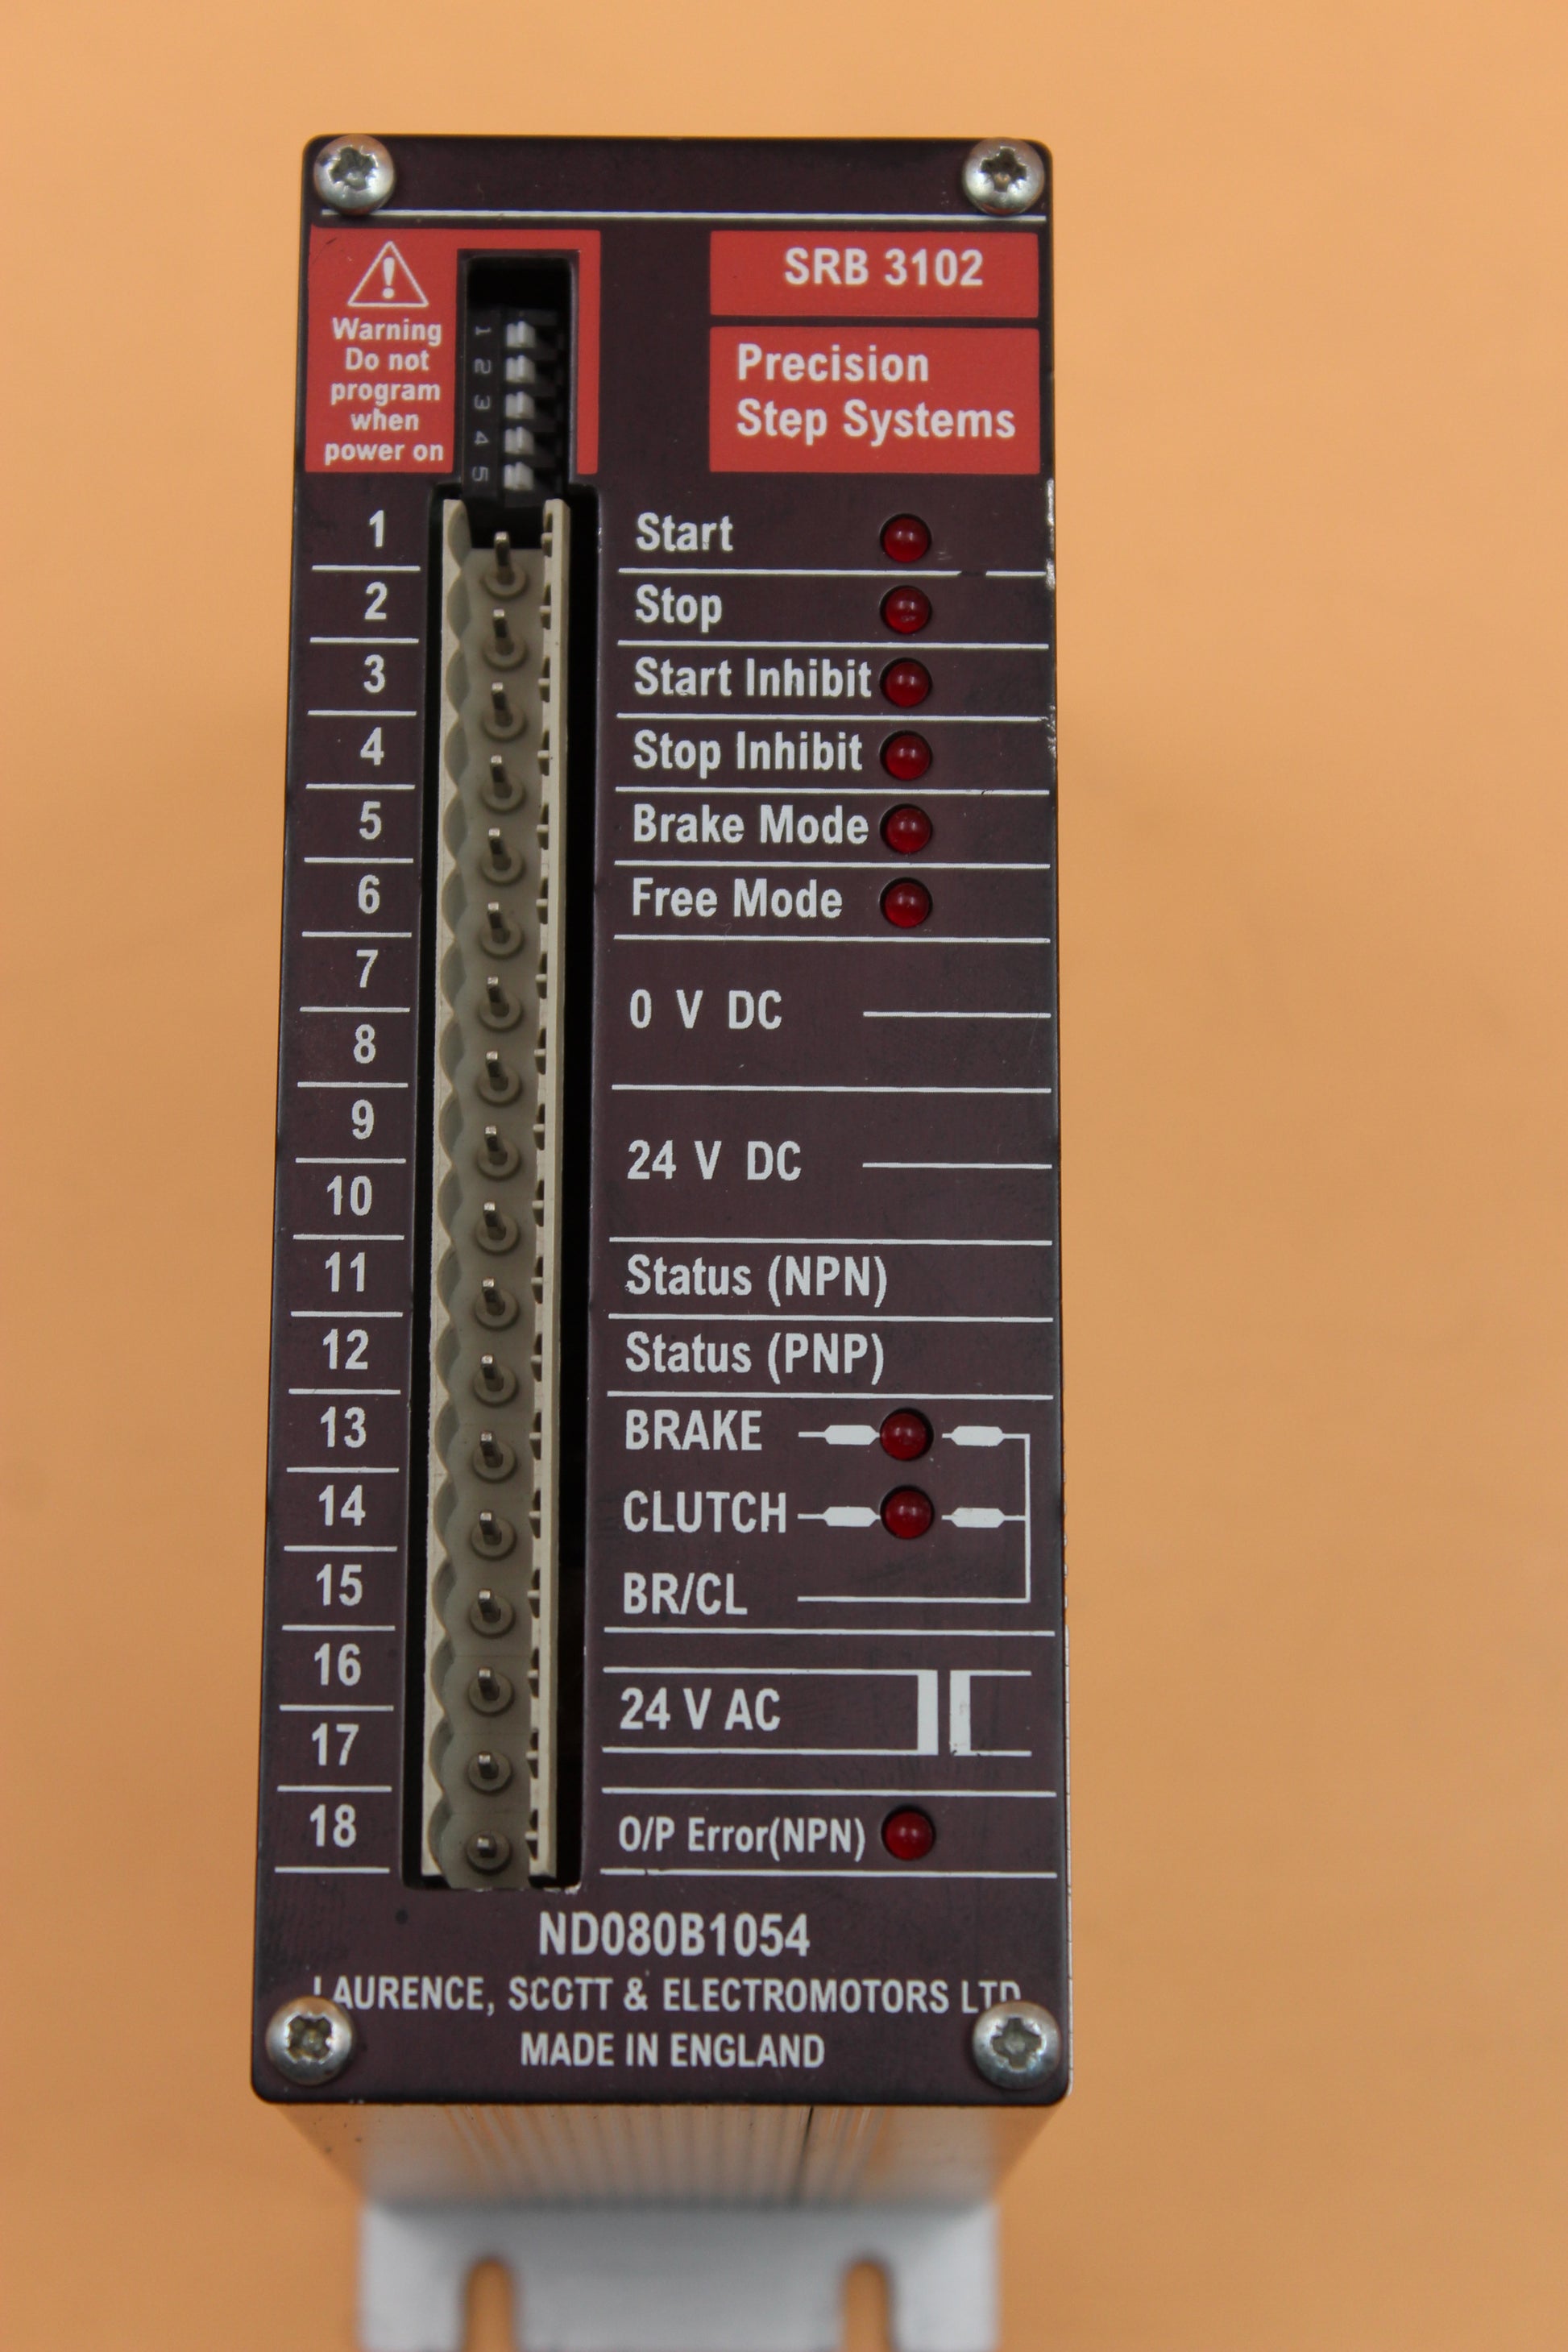 SRB 3102
Warning
Do not
program
when
power on
1
2
3
4
5
Precision
Step Systems
1 Start
2 Stop
3 Start Inhibit
4 Stop Inhibit
5 Brake Mode
6 Free Mode
7
0 V DC
8
9
24 V DC
10
11 Status (NPN)
12 Status (PNP)
13 BRAKE
14 CLUTCH
15 BR/CL
16
24 V AC
17
18 O/P Error(NPN)
ND080B1054
LAURENCE, SCOTT & ELECTROMOTORS LTD
MADE IN ENGLAND